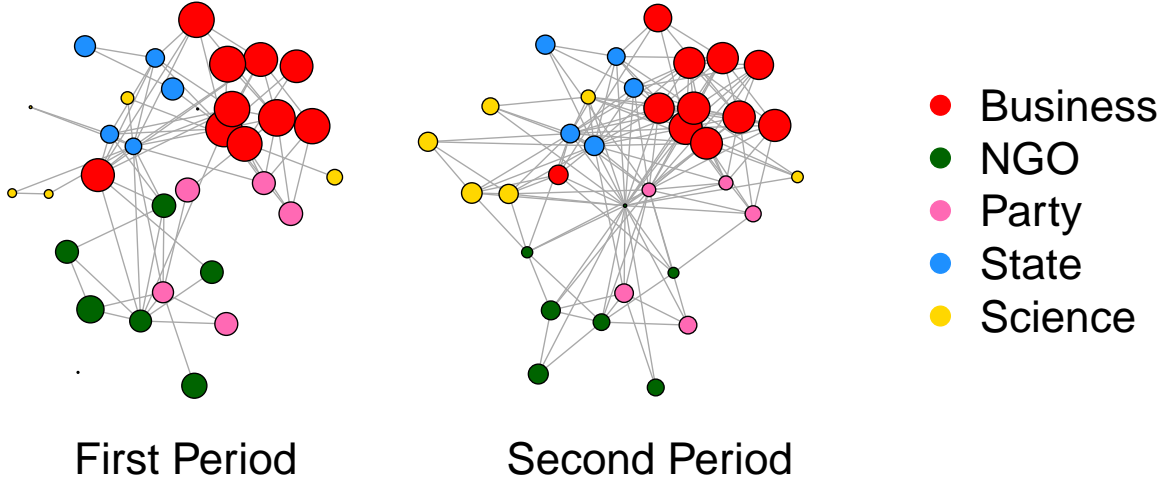 Business
NGO
Party
State
Science
First Period
Second Period